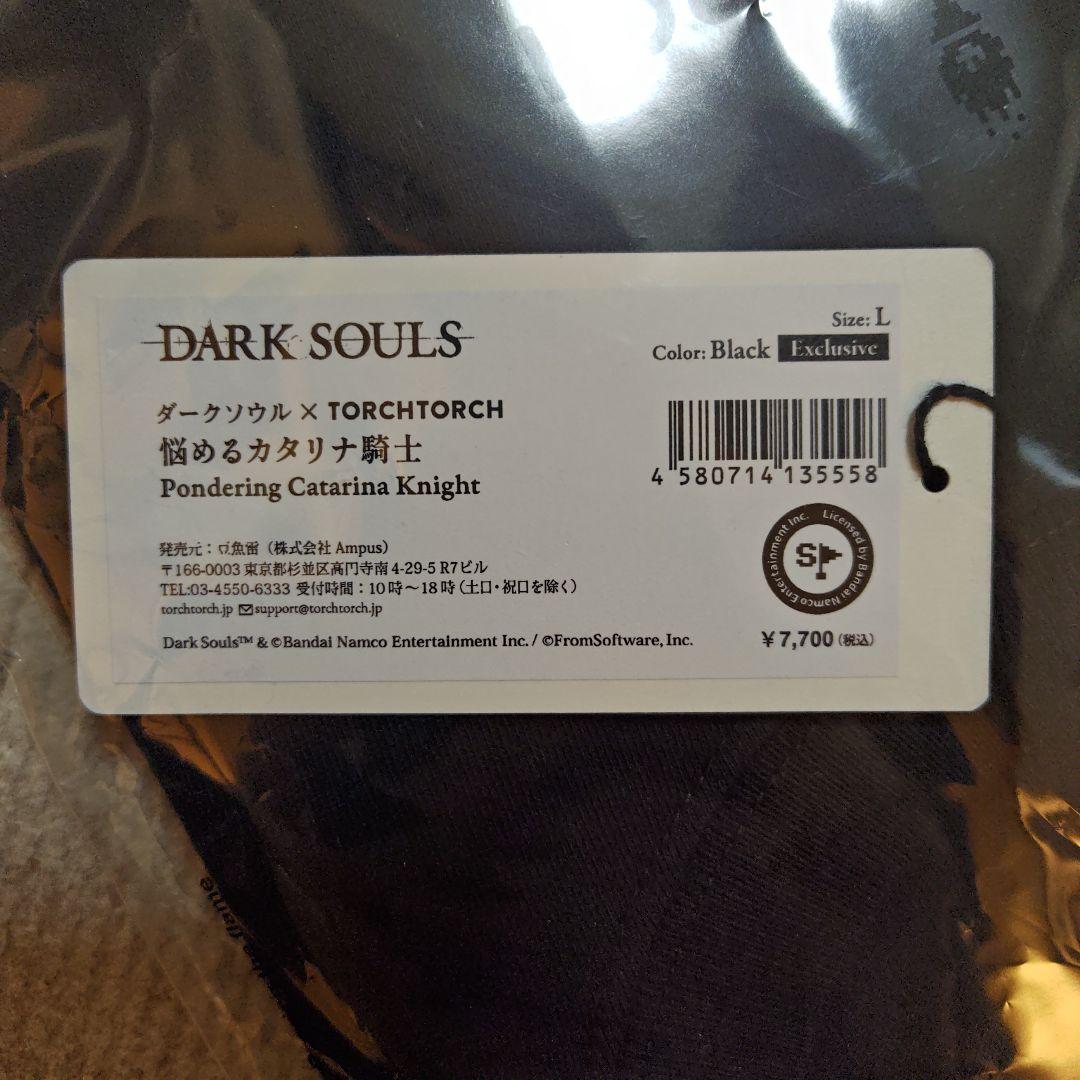 DARK SOULS
ダークソウル × TORCHTORCH
悩めるカタリナ騎士
Pondering Catarina Knight
Size: L
Color: Black Exclusive
4 580714 135558
発売元：豆魚雷（株式会社 Ampus）
〒166-0003 東京都杉並区高円寺南 4-29-5 R7ビル
TEL:03-4550-6333 受付時間：10時〜18時（土日・祝日を除く）
torchtorch.jp support@torchtorch.jp
Licensed by Bandai Namco Entertainment Inc.
SP
Dark Souls™ & ©Bandai Namco Entertainment Inc. / ©FromSoftware, Inc.
¥7,700（税込）
flame